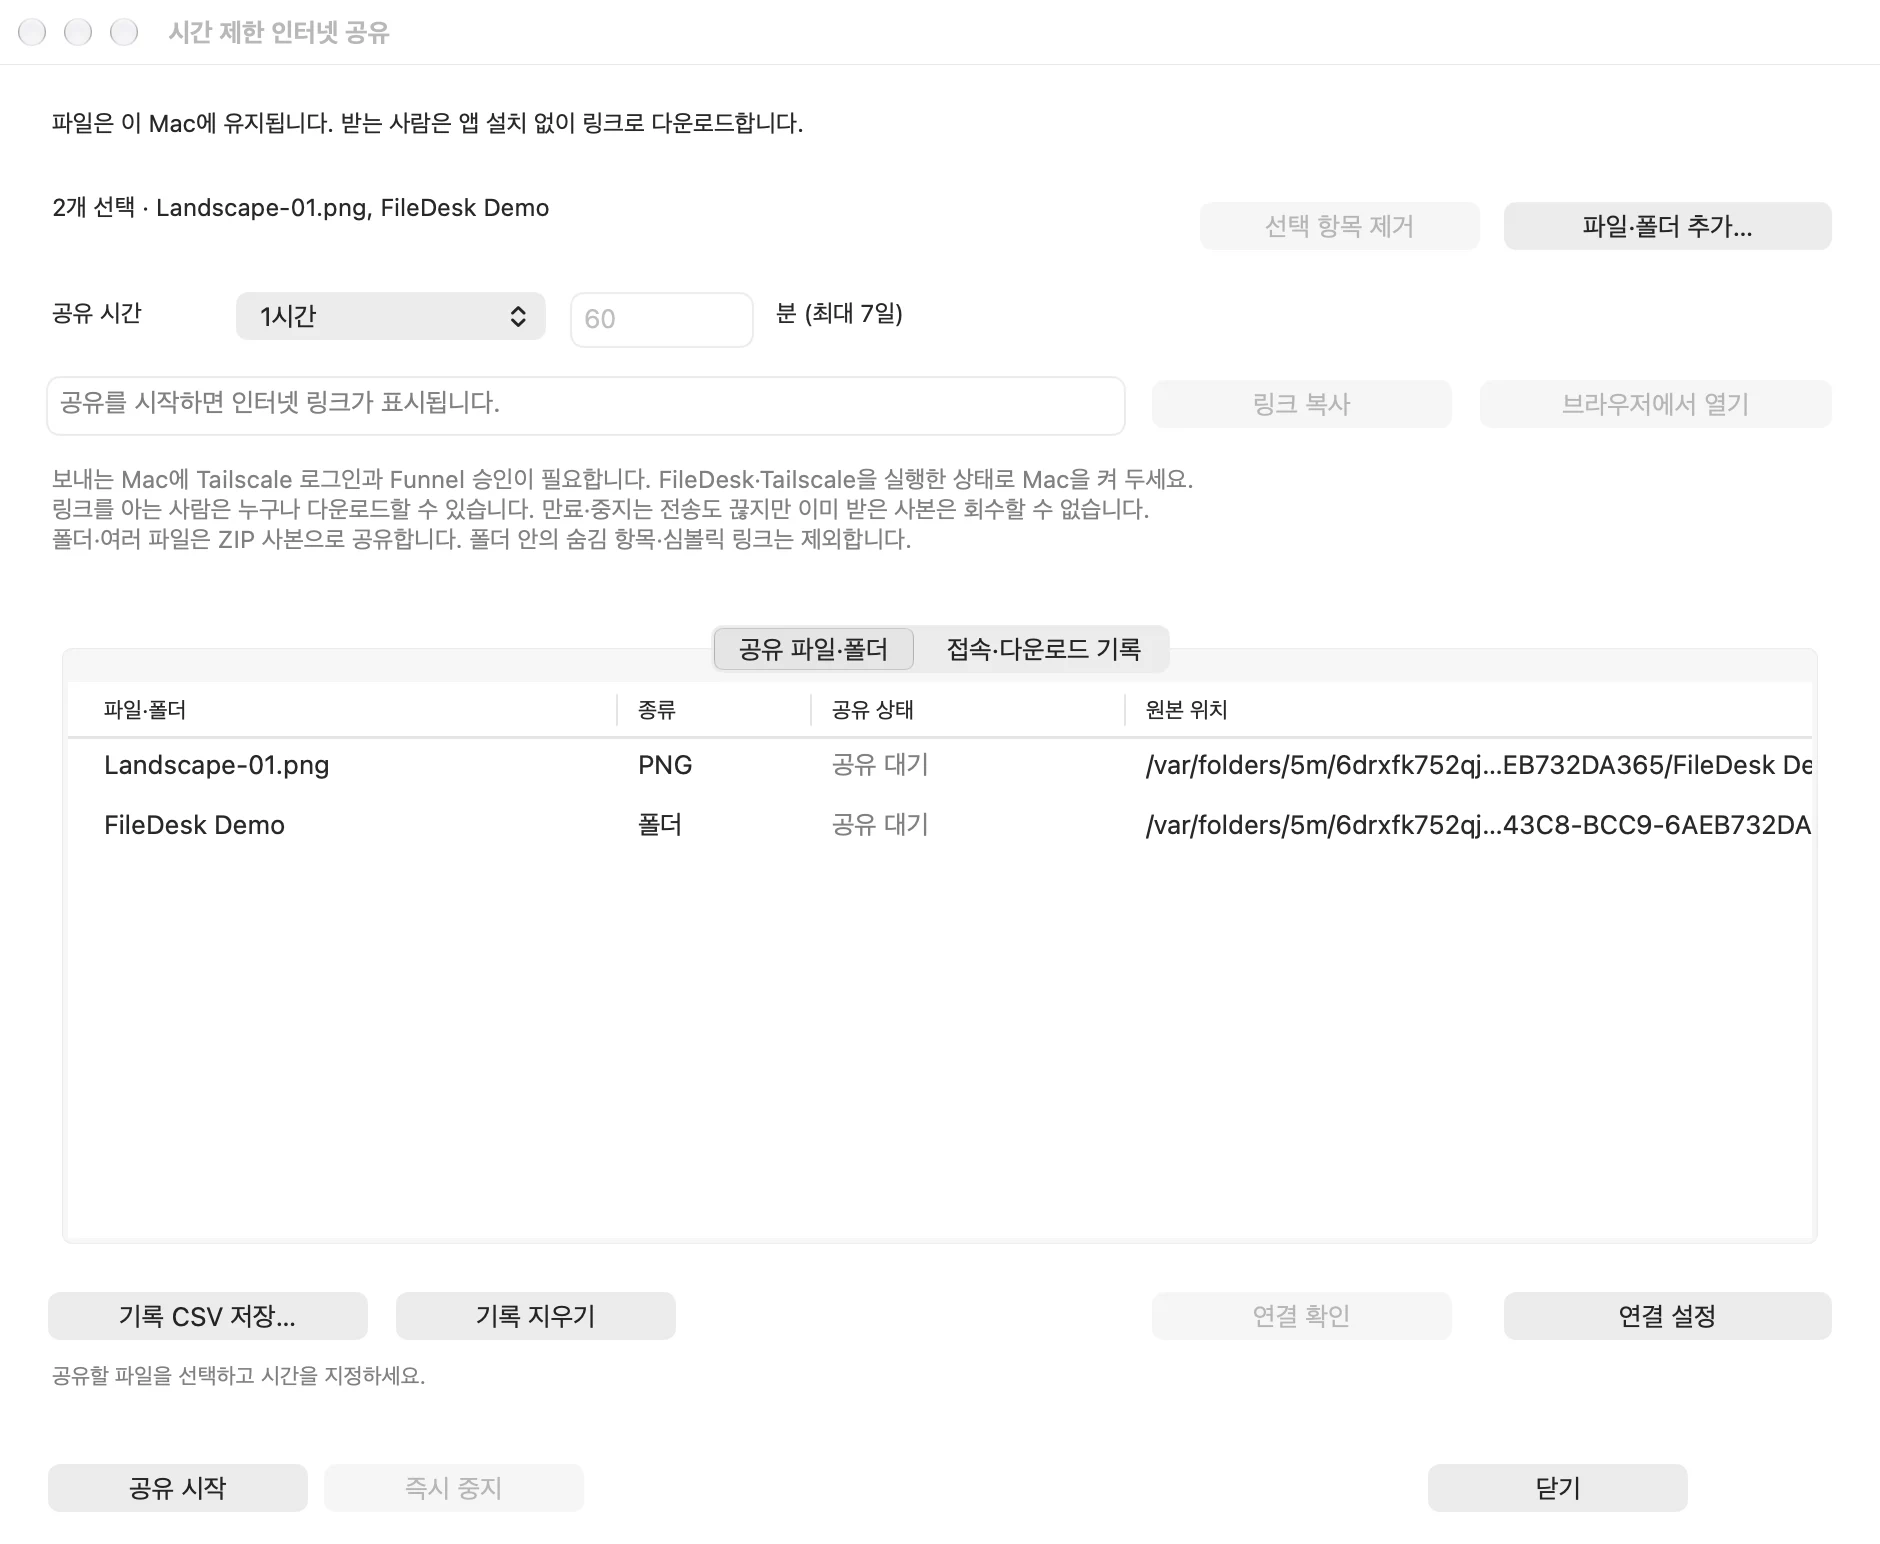 시간 제한 인터넷 공유
파일은 이 Mac에 유지됩니다. 받는 사람은 앱 설치 없이 링크로 다운로드합니다.
2개 선택 · Landscape-01.png, FileDesk Demo
선택 항목 제거
파일·폴더 추가...
공유 시간
1시간
60
분 (최대 7일)
공유를 시작하면 인터넷 링크가 표시됩니다.
링크 복사
브라우저에서 열기
보내는 Mac에 Tailscale 로그인과 Funnel 승인이 필요합니다. FileDesk·Tailscale을 실행한 상태로 Mac을 켜 두세요.
링크를 아는 사람은 누구나 다운로드할 수 있습니다. 만료·중지는 전송도 끊지만 이미 받은 사본은 회수할 수 없습니다.
폴더·여러 파일은 ZIP 사본으로 공유합니다. 폴더 안의 숨김 항목·심볼릭 링크는 제외합니다.
공유 파일·폴더
접속·다운로드 기록
파일·폴더 종류 공유 상태 원본 위치
Landscape-01.png PNG 공유 대기 /var/folders/5m/6drxfk752qj...EB732DA365/FileDesk De
FileDesk Demo 폴더 공유 대기 /var/folders/5m/6drxfk752qj...43C8-BCC9-6AEB732DA
기록 CSV 저장...
기록 지우기
연결 확인
연결 설정
공유할 파일을 선택하고 시간을 지정하세요.
공유 시작
즉시 중지
닫기